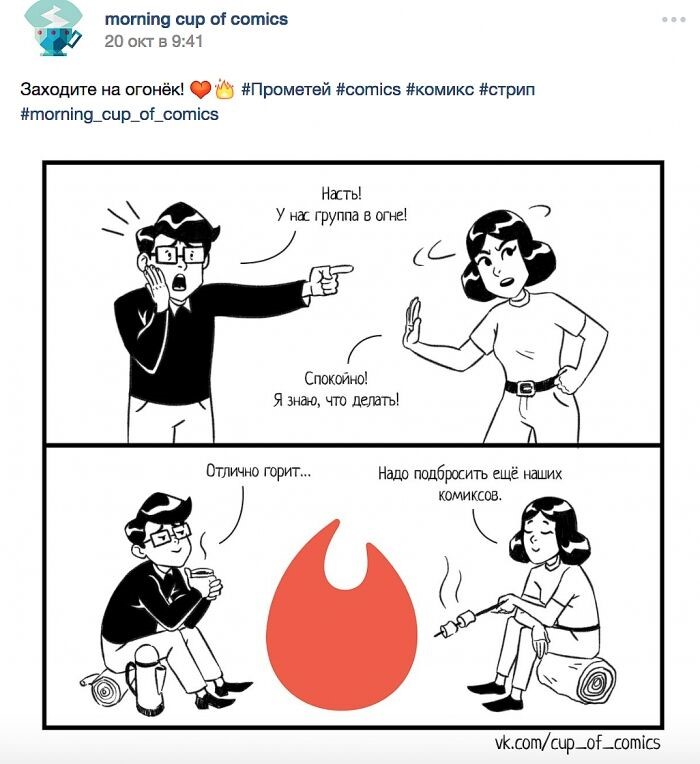 morning cup of comics
20 окт в 9:41
Заходите на огонёк! ❤️🔥 #Прометей #comics #комикс #стрип
#morning_cup_of_comics
Насть!
У нас группа в огне!
Спокойно!
Я знаю, что делать!
Отлично горит...
Надо подбросить ещё наших
комиксов.
vk.com/cup_of_comics